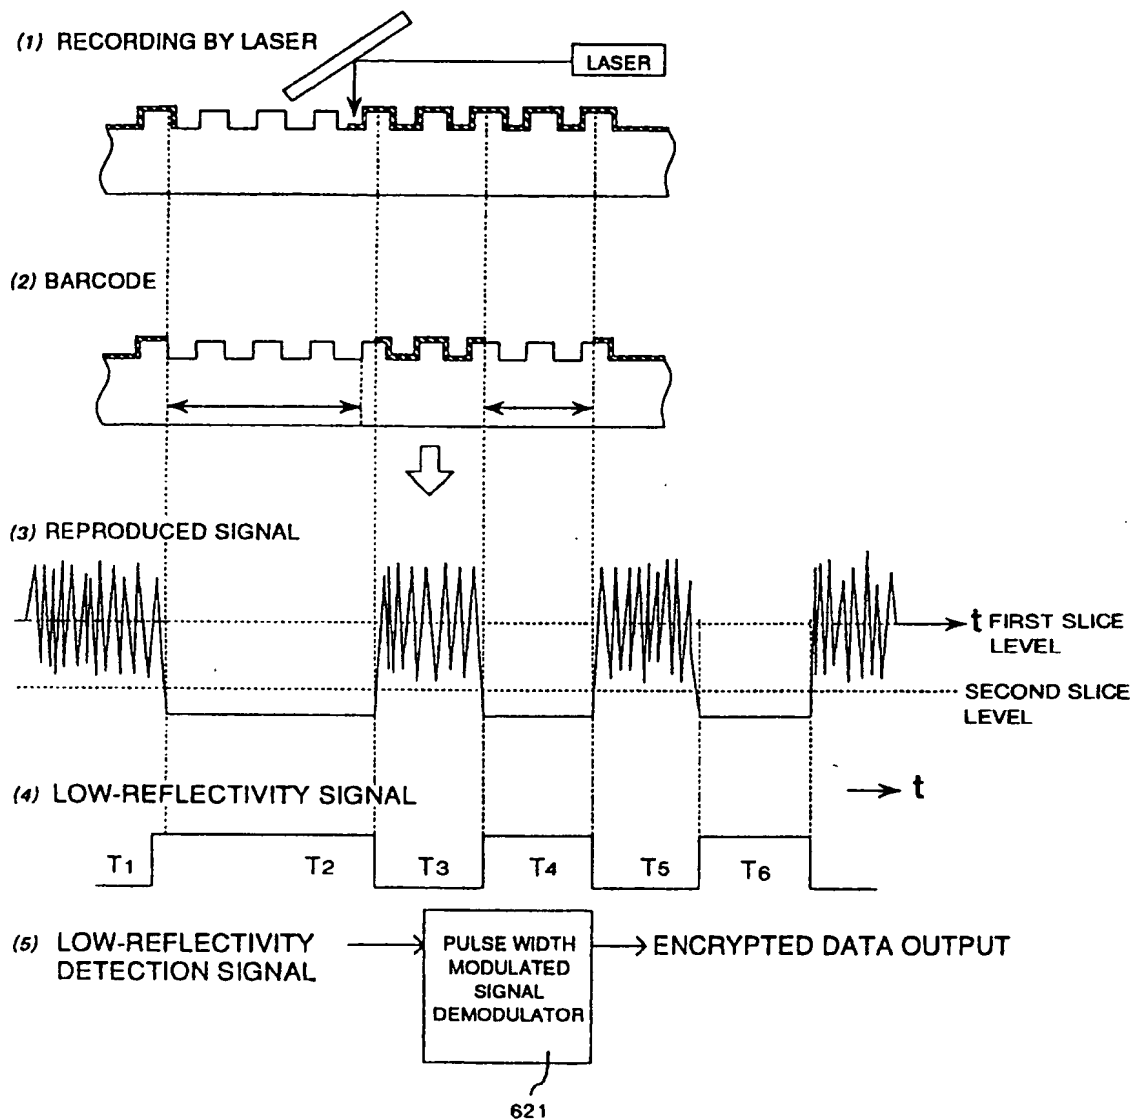 (1) RECORDING BY LASER
LASER
(2) BARCODE
(3) REPRODUCED SIGNAL
t FIRST SLICE
LEVEL
SECOND SLICE
LEVEL
(4) LOW-REFLECTIVITY SIGNAL
t
T1 T2 T3 T4 T5 T6
(5) LOW-REFLECTIVITY
DETECTION SIGNAL
PULSE WIDTH
MODULATED
SIGNAL
DEMODULATOR
ENCRYPTED DATA OUTPUT
621